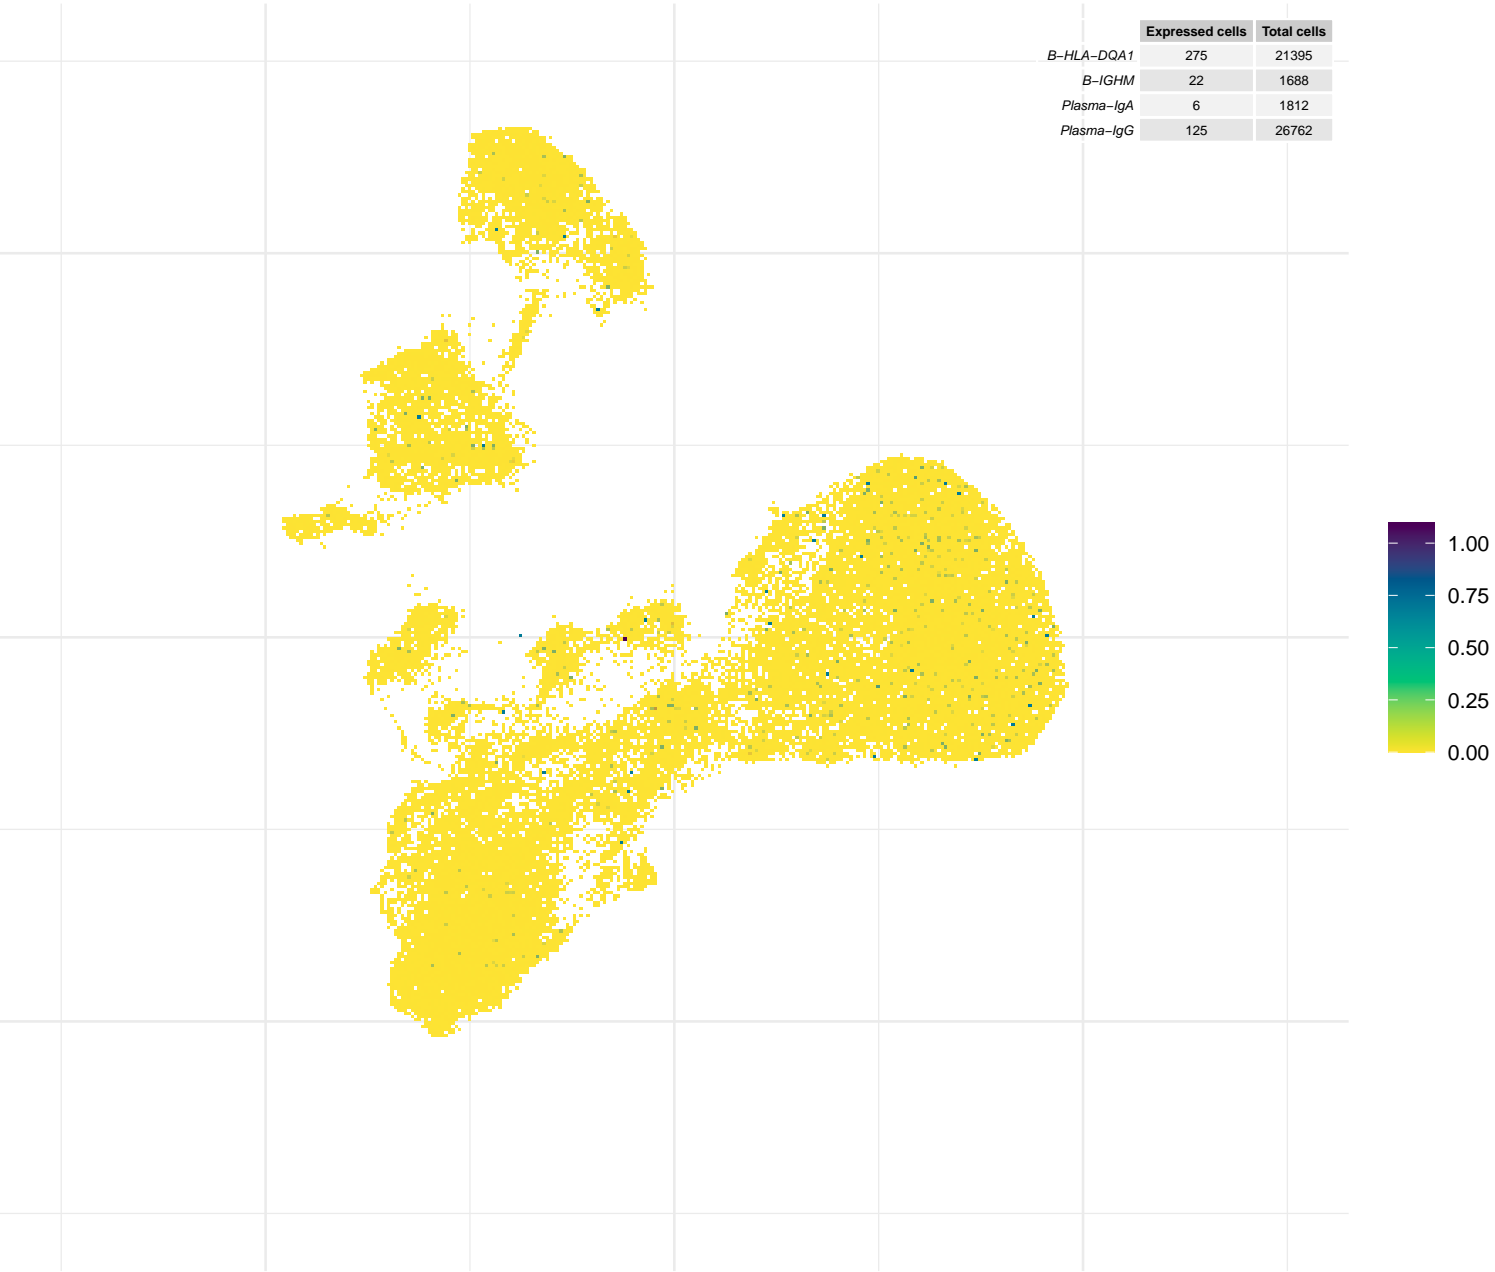 Expressed cells Total cells
B−HLA−DQA1 275 21395
B−IGHM 22 1688
Plasma−IgA 6 1812
Plasma−IgG 125 26762
1.00
0.75
0.50
0.25
0.00